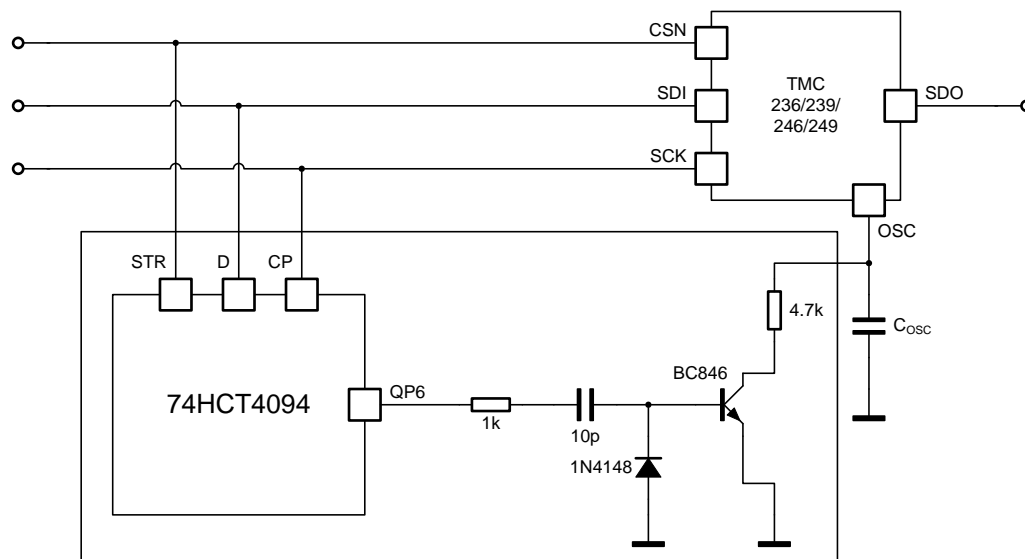 CSN
SDI
TMC
236/239/
246/249
SDO
SCK
OSC
STR
D
CP
4.7k
COSC
BC846
QP6
74HCT4094
1k
10p
1N4148